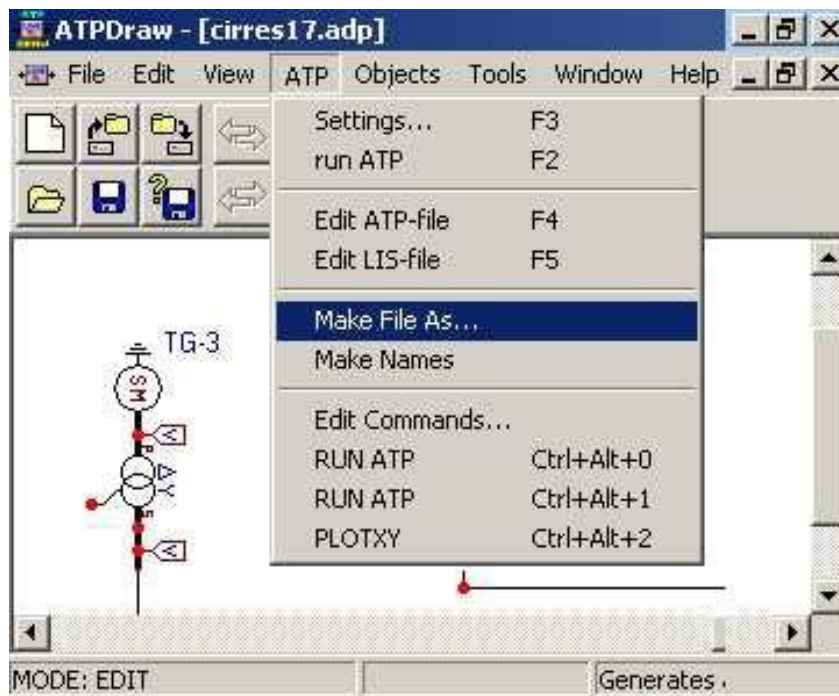 ATPDraw - [cirres17.adp]
File Edit View ATP Objects Tools Window Help
Settings... F3
run ATP F2
Edit ATP-file F4
Edit LIS-file F5
Make File As...
Make Names
Edit Commands...
RUN ATP Ctrl+Alt+0
RUN ATP Ctrl+Alt+1
PLOTXY Ctrl+Alt+2
TG-3
SM
V
P
Δ Y
S
V
MODE: EDIT Generates